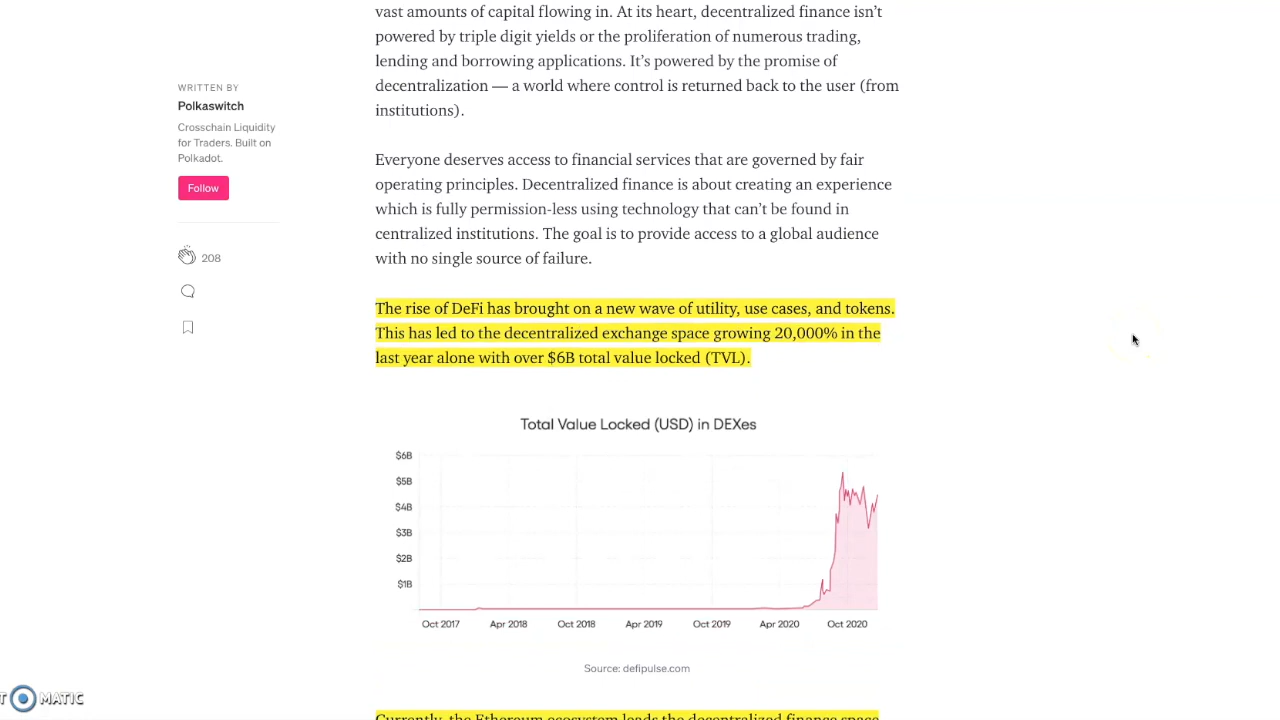 vast amounts of capital flowing in. At its heart, decentralized finance isn’t
powered by triple digit yields or the proliferation of numerous trading,
lending and borrowing applications. It’s powered by the promise of
decentralization — a world where control is returned back to the user (from
institutions).
WRITTEN BY
Polkaswitch
Crosschain Liquidity
for Traders. Built on
Polkadot.
Follow
208
Everyone deserves access to financial services that are governed by fair
operating principles. Decentralized finance is about creating an experience
which is fully permission-less using technology that can’t be found in
centralized institutions. The goal is to provide access to a global audience
with no single source of failure.
The rise of DeFi has brought on a new wave of utility, use cases, and tokens.
This has led to the decentralized exchange space growing 20,000% in the
last year alone with over $6B total value locked (TVL).
Total Value Locked (USD) in DEXes
$6B
$5B
$4B
$3B
$2B
$1B
Oct 2017 Apr 2018 Oct 2018 Apr 2019 Oct 2019 Apr 2020 Oct 2020
Source: defipulse.com
T MATIC
Currently, the Ethereum ecosystem leads the decentralized finance space